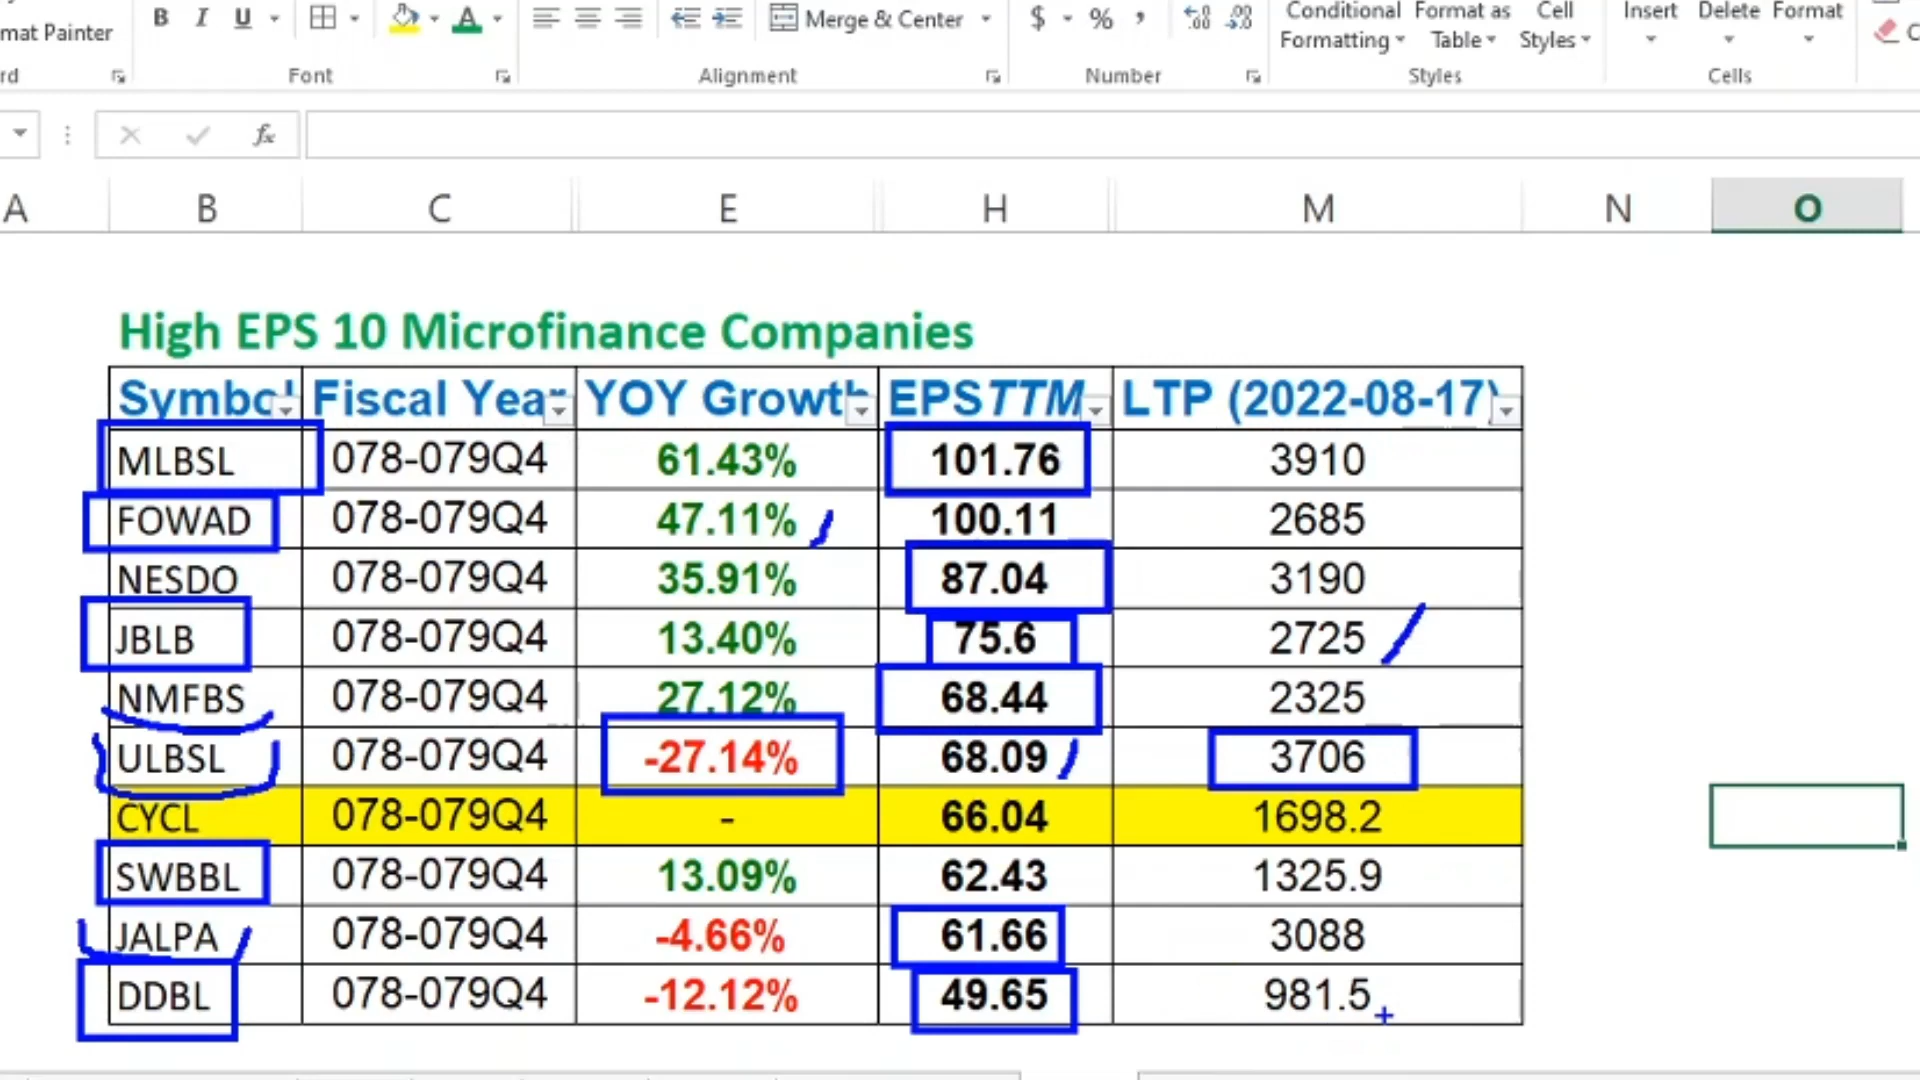 mat Painter B I U A Merge & Center $ % , Conditional Formatting Format as Table Cell Styles Insert Delete Format
rd Font Alignment Number Styles Cells
fx
A B C E H M N O
High EPS 10 Microfinance Companies
Symbol Fiscal Year YOY Growth EPSTTM LTP (2022-08-17)
MLBSL 078-079Q4 61.43% 101.76 3910
FOWAD 078-079Q4 47.11% 100.11 2685
NESDO 078-079Q4 35.91% 87.04 3190
JBLB 078-079Q4 13.40% 75.6 2725
NMFBS 078-079Q4 27.12% 68.44 2325
ULBSL 078-079Q4 -27.14% 68.09 3706
CYCL 078-079Q4 - 66.04 1698.2
SWBBL 078-079Q4 13.09% 62.43 1325.9
JALPA 078-079Q4 -4.66% 61.66 3088
DDBL 078-079Q4 -12.12% 49.65 981.5